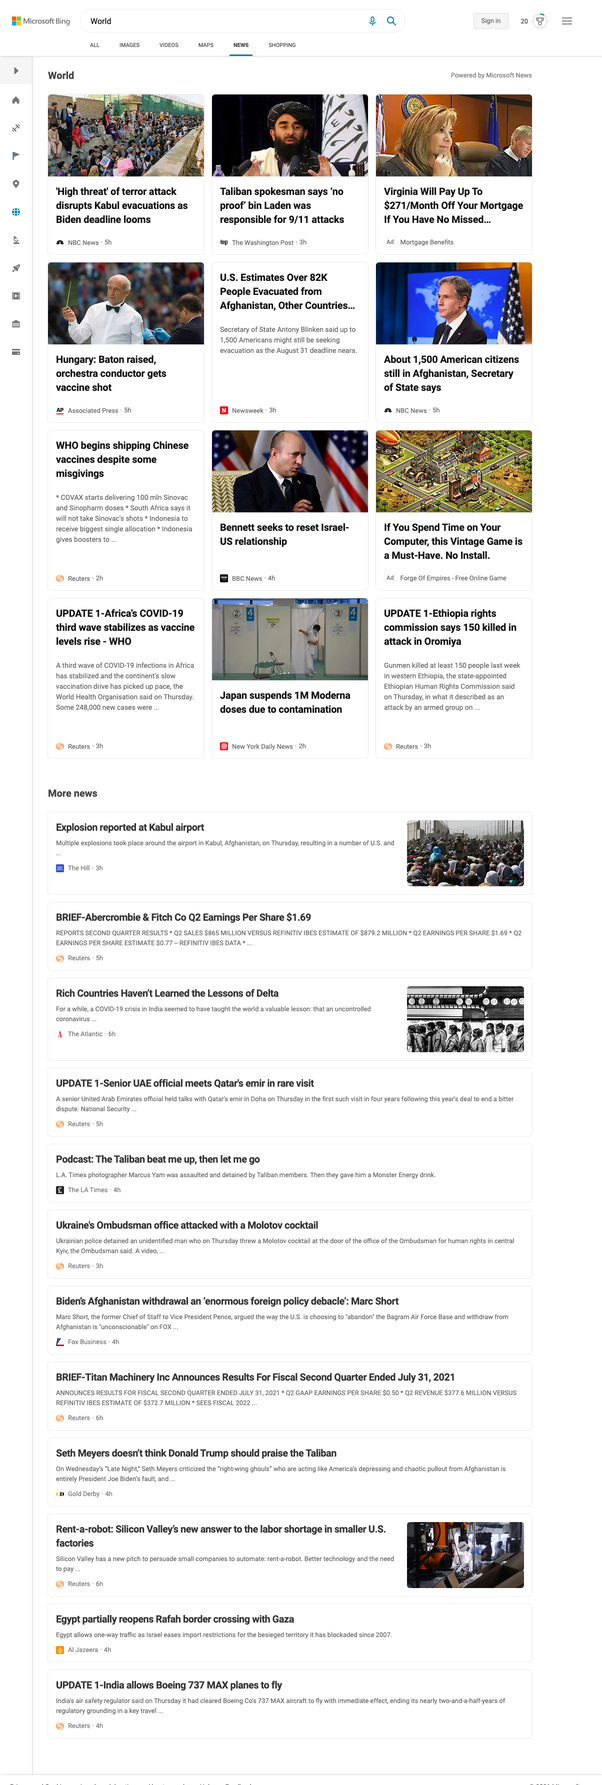 Microsoft Bing
World
Sign in
20
ALL
IMAGES
VIDEOS
MAPS
NEWS
SHOPPING
World
Powered by Microsoft News
'High threat' of terror attack
disrupts Kabul evacuations as
Biden deadline looms
NBC News · 5h
Taliban spokesman says 'no
proof' bin Laden was
responsible for 9/11 attacks
wp The Washington Post · 3h
Virginia Will Pay Up To
$271/Month Off Your Mortgage
If You Have No Missed...
Ad Mortgage Benefits
Hungary: Baton raised,
orchestra conductor gets
vaccine shot
AP Associated Press · 5h
U.S. Estimates Over 82K
People Evacuated from
Afghanistan, Other Countries...
Secretary of State Antony Blinken said up to
1,500 Americans might still be seeking
evacuation as the August 31 deadline nears.
N Newsweek · 3h
About 1,500 American citizens
still in Afghanistan, Secretary
of State says
NBC News · 5h
WHO begins shipping Chinese
vaccines despite some
misgivings
* COVAX starts delivering 100 mln Sinovac
and Sinopharm doses * South Africa says it
will not take Sinovac's shots * Indonesia to
receive biggest single allocation * Indonesia
gives boosters to ...
Reuters · 2h
Bennett seeks to reset Israel-
US relationship
BBC News · 4h
If You Spend Time on Your
Computer, this Vintage Game is
a Must-Have. No Install.
Ad Forge Of Empires - Free Online Game
UPDATE 1-Africa's COVID-19
third wave stabilizes as vaccine
levels rise - WHO
A third wave of COVID-19 infections in Africa
has stabilized and the continent's slow
vaccination drive has picked up pace, the
World Health Organisation said on Thursday.
Some 248,000 new cases were ...
Reuters · 3h
2
4
3
4
Japan suspends 1M Moderna
doses due to contamination
New York Daily News · 2h
UPDATE 1-Ethiopia rights
commission says 150 killed in
attack in Oromiya
Gunmen killed at least 150 people last week
in western Ethiopia, the state-appointed
Ethiopian Human Rights Commission said
on Thursday, in what it described as an
attack by an armed group on ...
Reuters · 3h
More news
Explosion reported at Kabul airport
Multiple explosions took place around the airport in Kabul, Afghanistan, on Thursday, resulting in a number of U.S. and
...
The Hill · 3h
BRIEF-Abercrombie & Fitch Co Q2 Earnings Per Share $1.69
REPORTS SECOND QUARTER RESULTS * Q2 SALES $865 MILLION VERSUS REFINITIV IBES ESTIMATE OF $879.2 MILLION * Q2 EARNINGS PER SHARE $1.69 * Q2
EARNINGS PER SHARE ESTIMATE $0.77 -- REFINITIV IBES DATA * ...
Reuters · 5h
Rich Countries Haven't Learned the Lessons of Delta
For a while, a COVID-19 crisis in India seemed to have taught the world a valuable lesson: that an uncontrolled
coronavirus ...
The Atlantic · 6h
UPDATE 1-Senior UAE official meets Qatar's emir in rare visit
A senior United Arab Emirates official held talks with Qatar's emir in Doha on Thursday in the first such visit in four years following this year's deal to end a bitter
dispute. National Security ...
Reuters · 5h
Podcast: The Taliban beat me up, then let me go
L.A. Times photographer Marcus Yam was assaulted and detained by Taliban members. Then they gave him a Monster Energy drink.
The LA Times · 4h
Ukraine's Ombudsman office attacked with a Molotov cocktail
Ukrainian police detained an unidentified man who on Thursday threw a Molotov cocktail at the door of the office of the Ombudsman for human rights in central
Kyiv, the Ombudsman said. A video, ...
Reuters · 3h
Biden's Afghanistan withdrawal an 'enormous foreign policy debacle': Marc Short
Marc Short, the former Chief of Staff to Vice President Pence, argued the way the U.S. is choosing to "abandon" the Bagram Air Force Base and withdraw from
Afghanistan is "unconscionable" on FOX ...
Fox Business · 4h
BRIEF-Titan Machinery Inc Announces Results For Fiscal Second Quarter Ended July 31, 2021
ANNOUNCES RESULTS FOR FISCAL SECOND QUARTER ENDED JULY 31, 2021 * Q2 GAAP EARNINGS PER SHARE $0.50 * Q2 REVENUE $377.6 MILLION VERSUS
REFINITIV IBES ESTIMATE OF $372.7 MILLION * SEES FISCAL 2022 ...
Reuters · 6h
Seth Meyers doesn't think Donald Trump should praise the Taliban
On Wednesday's "Late Night," Seth Meyers criticized the "right-wing ghouls" who are acting like America's depressing and chaotic pullout from Afghanistan is
entirely President Joe Biden's fault, and ...
Gold Derby · 4h
Rent-a-robot: Silicon Valley's new answer to the labor shortage in smaller U.S.
factories
Silicon Valley has a new pitch to persuade small companies to automate: rent-a-robot. Better technology and the need
to pay ...
Reuters · 6h
Egypt partially reopens Rafah border crossing with Gaza
Egypt allows one-way traffic as Israel eases import restrictions for the besieged territory it has blockaded since 2007.
Al Jazeera · 4h
UPDATE 1-India allows Boeing 737 MAX planes to fly
India's air safety regulator said on Thursday it had cleared Boeing Co's 737 MAX aircraft to fly with immediate effect, ending its nearly two-and-a-half-years of
regulatory grounding in a key travel ...
Reuters · 4h